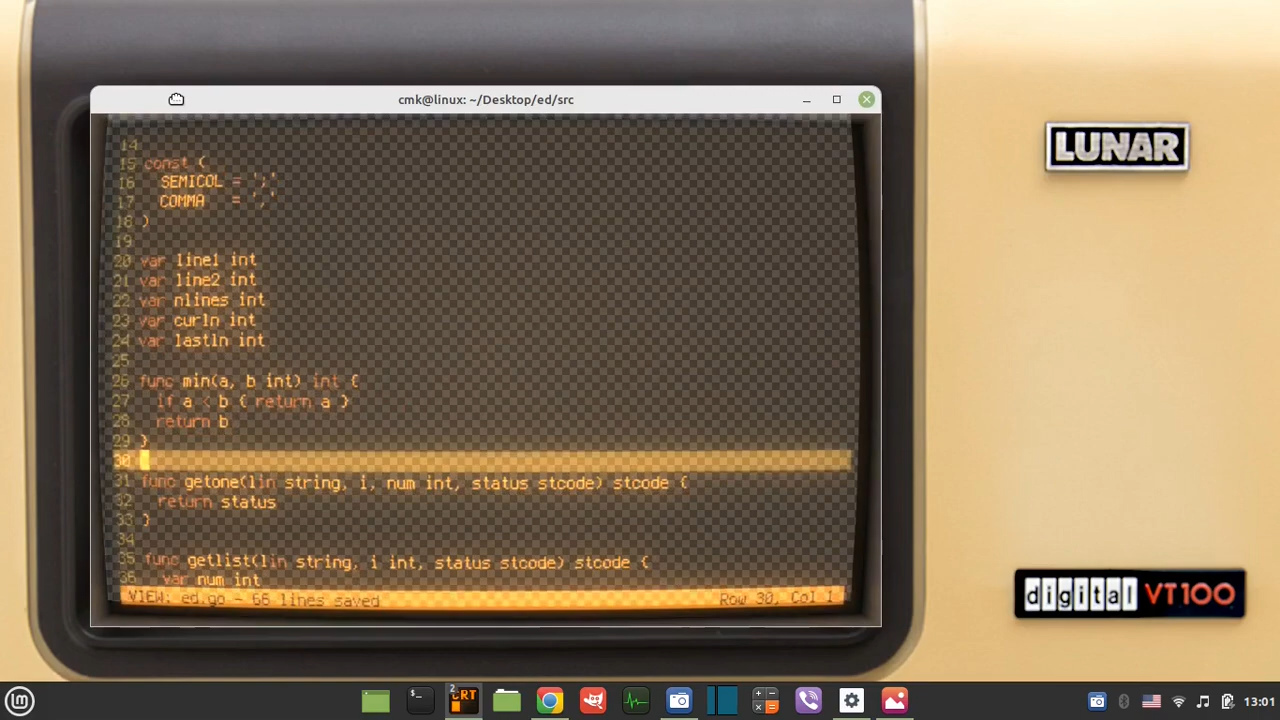 cmk@linux: ~/Desktop/ed/src
14
15 const (
16 SEMICOL = ';'
17 COMMA = ','
18 )
19
20 var line1 int
21 var line2 int
22 var nlines int
23 var curln int
24 var lastln int
25
26 func min(a, b int) int {
27 if a < b { return a }
28 return b
29 }
30
31 func getone(lin string, i, num int, status stcode) stcode {
32 return status
33 }
34
35 func getlist(lin string, i int, status stcode) stcode {
36 var num int
VIEW: ed.go - 66 lines saved Row 30, Col 1
LUNAR
digital VT100
2
CRT
13:01